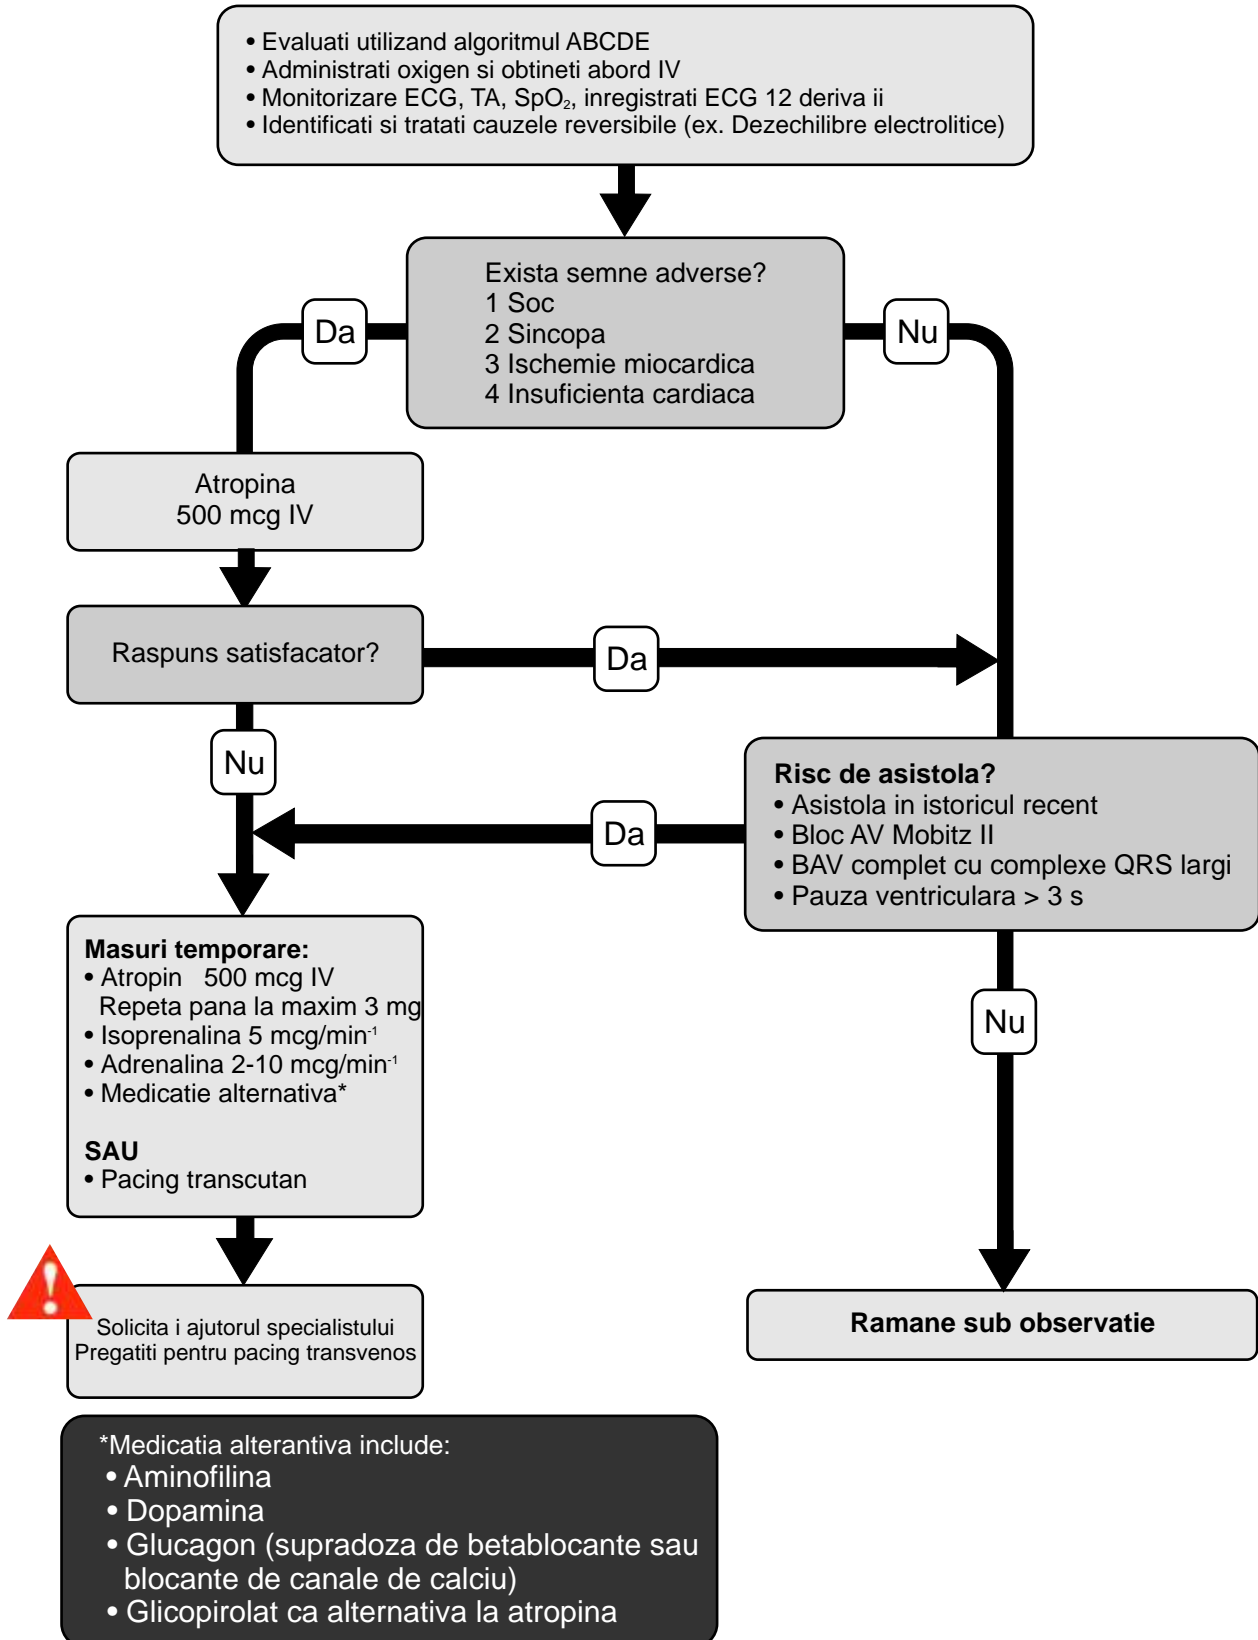 • Evaluati utilizand algoritmul ABCDE
• Administrati oxigen si obtineti abord IV
• Monitorizare ECG, TA, SpO₂, inregistrati ECG 12 deriva ii
• Identificati si tratati cauzele reversibile (ex. Dezechilibre electrolitice)
Exista semne adverse?
1 Soc
2 Sincopa
3 Ischemie miocardica
4 Insuficienta cardiaca
Da
Nu
Atropina
500 mcg IV
Raspuns satisfacator?
Da
Nu
Risc de asistola?
• Asistola in istoricul recent
• Bloc AV Mobitz II
• BAV complet cu complexe QRS largi
• Pauza ventriculara > 3 s
Da
Nu
Masuri temporare:
• Atropin   500 mcg IV
Repeta pana la maxim 3 mg
• Isoprenalina 5 mcg/min⁻¹
• Adrenalina 2-10 mcg/min⁻¹
• Medicatie alternativa*
SAU
• Pacing transcutan
!
Solicita i ajutorul specialistului
Pregatiti pentru pacing transvenos
Ramane sub observatie
*Medicatia alterantiva include:
• Aminofilina
• Dopamina
• Glucagon (supradoza de betablocante sau
blocante de canale de calciu)
• Glicopirolat ca alternativa la atropina